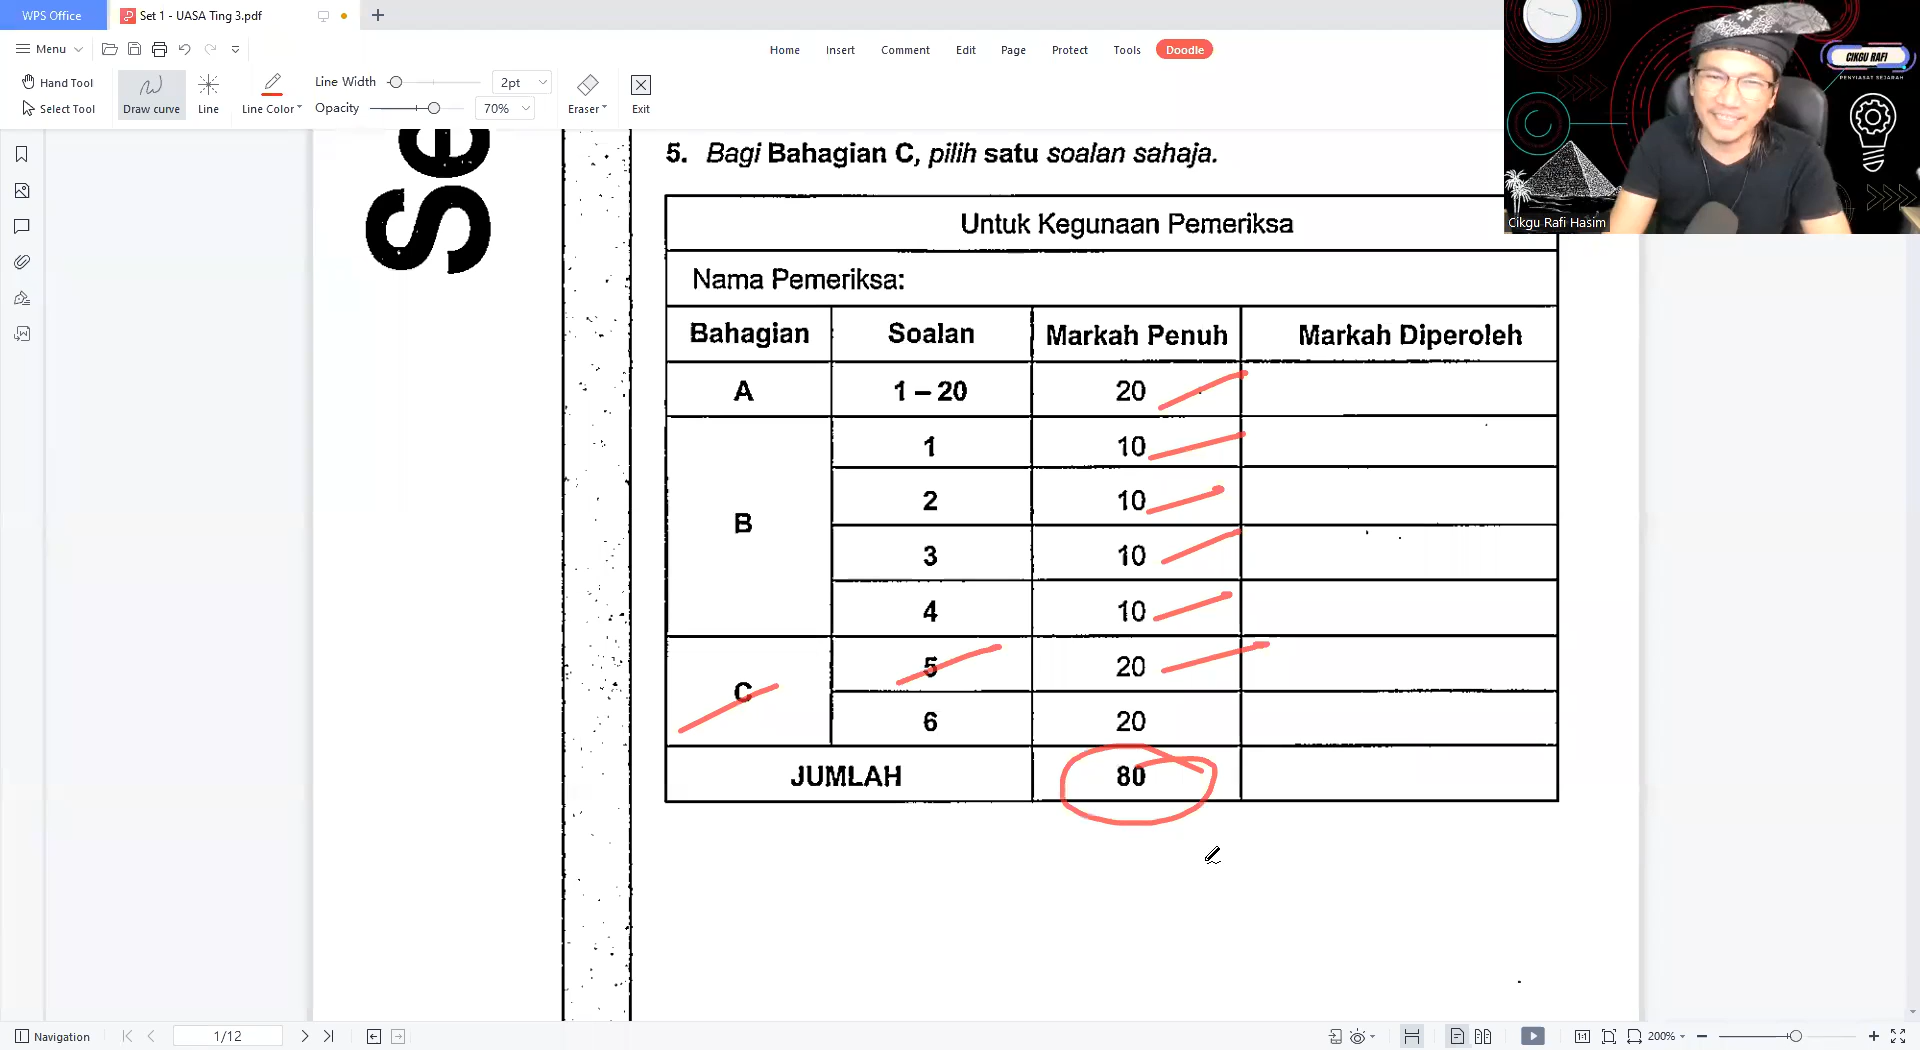 WPS Office
Set 1 - UASA Ting 3.pdf
Menu
Home
Insert
Comment
Edit
Page
Protect
Tools
Doodle
Hand Tool
Select Tool
Draw curve
Line
Line Color
Line Width
2pt
Opacity
70%
Eraser
Exit
CIKGU RAFI
PENYIASAT SEJARAH
Cikgu Rafi Hasim
Se
5. Bagi Bahagian C, pilih satu soalan sahaja.
Untuk Kegunaan Pemeriksa
Nama Pemeriksa:
Bahagian Soalan Markah Penuh Markah Diperoleh
A 1 – 20 20
B 1 10
2 10
3 10
4 10
C 5 20
6 20
JUMLAH 80
Navigation
1/12
1:1
200%